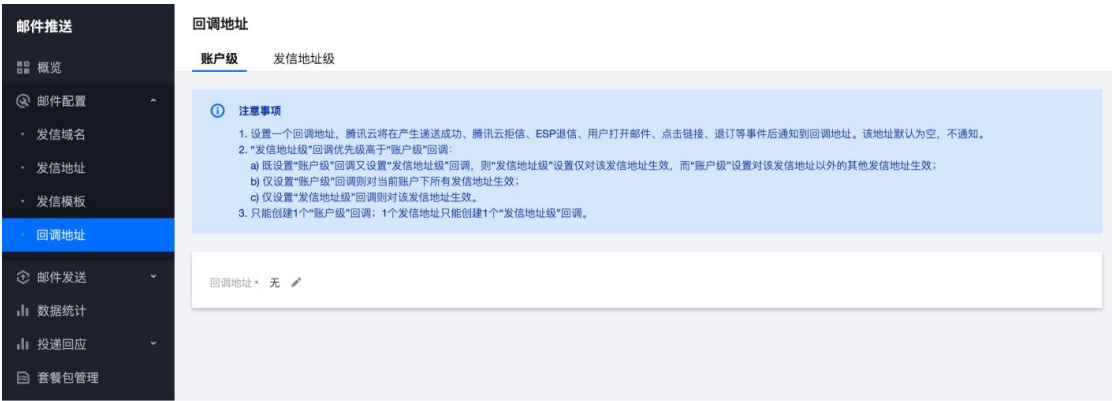 邮件推送
概览
邮件配置
发信域名
发信地址
发信模板
回调地址
邮件发送
数据统计
投递回应
套餐包管理
回调地址
账户级 发信地址级
注意事项
1. 设置一个回调地址，腾讯云将在产生递送成功、腾讯云拒信、ESP退信、用户打开邮件、点击链接、退订等事件后通知到回调地址。该地址默认为空，不通知。
2. "发信地址级"回调优先级高于"账户级"回调：
a) 既设置"账户级"回调又设置"发信地址级"回调，则"发信地址级"设置仅对该发信地址生效，而"账户级"设置对该发信地址以外的其他发信地址生效；
b) 仅设置"账户级"回调则对当前账户下所有发信地址生效；
c) 仅设置"发信地址级"回调则对该发信地址生效。
3. 只能创建1个"账户级"回调；1个发信地址只能创建1个"发信地址级"回调。
回调地址* 无